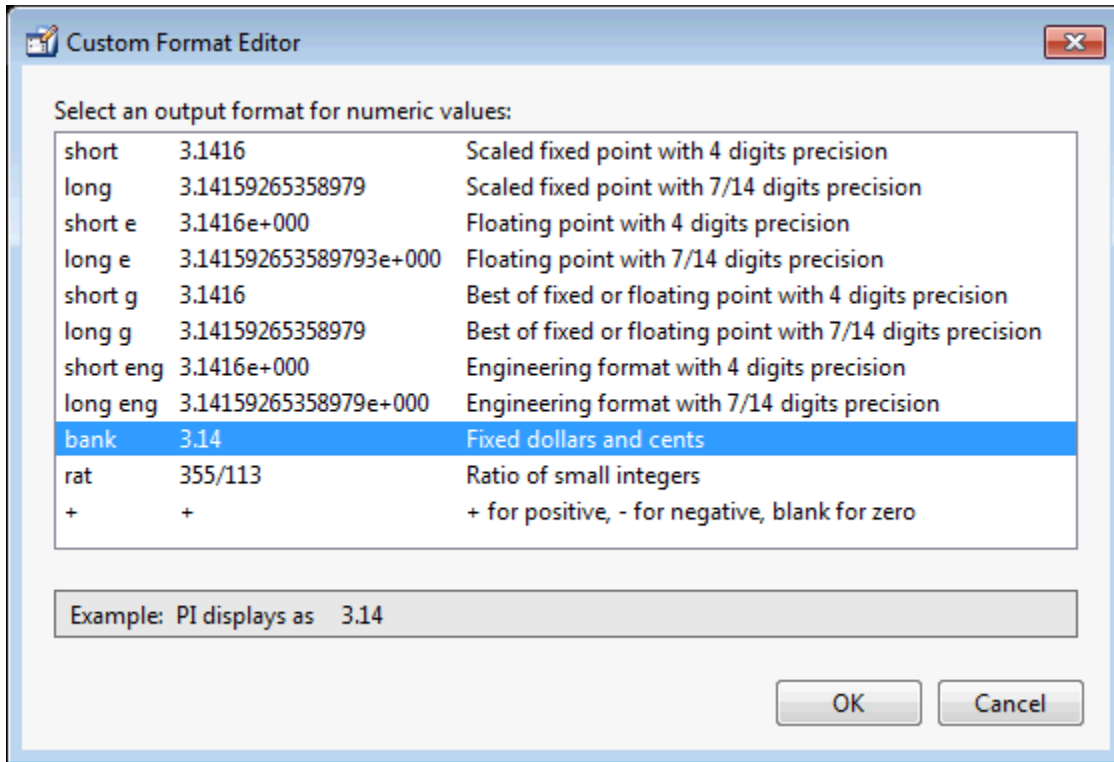 Custom Format Editor
Select an output format for numeric values:
short 3.1416 Scaled fixed point with 4 digits precision
long 3.14159265358979 Scaled fixed point with 7/14 digits precision
short e 3.1416e+000 Floating point with 4 digits precision
long e 3.141592653589793e+000 Floating point with 7/14 digits precision
short g 3.1416 Best of fixed or floating point with 4 digits precision
long g 3.14159265358979 Best of fixed or floating point with 7/14 digits precision
short eng 3.1416e+000 Engineering format with 4 digits precision
long eng 3.14159265358979e+000 Engineering format with 7/14 digits precision
bank 3.14 Fixed dollars and cents
rat 355/113 Ratio of small integers
+ + + for positive, - for negative, blank for zero
Example: PI displays as 3.14
OK Cancel